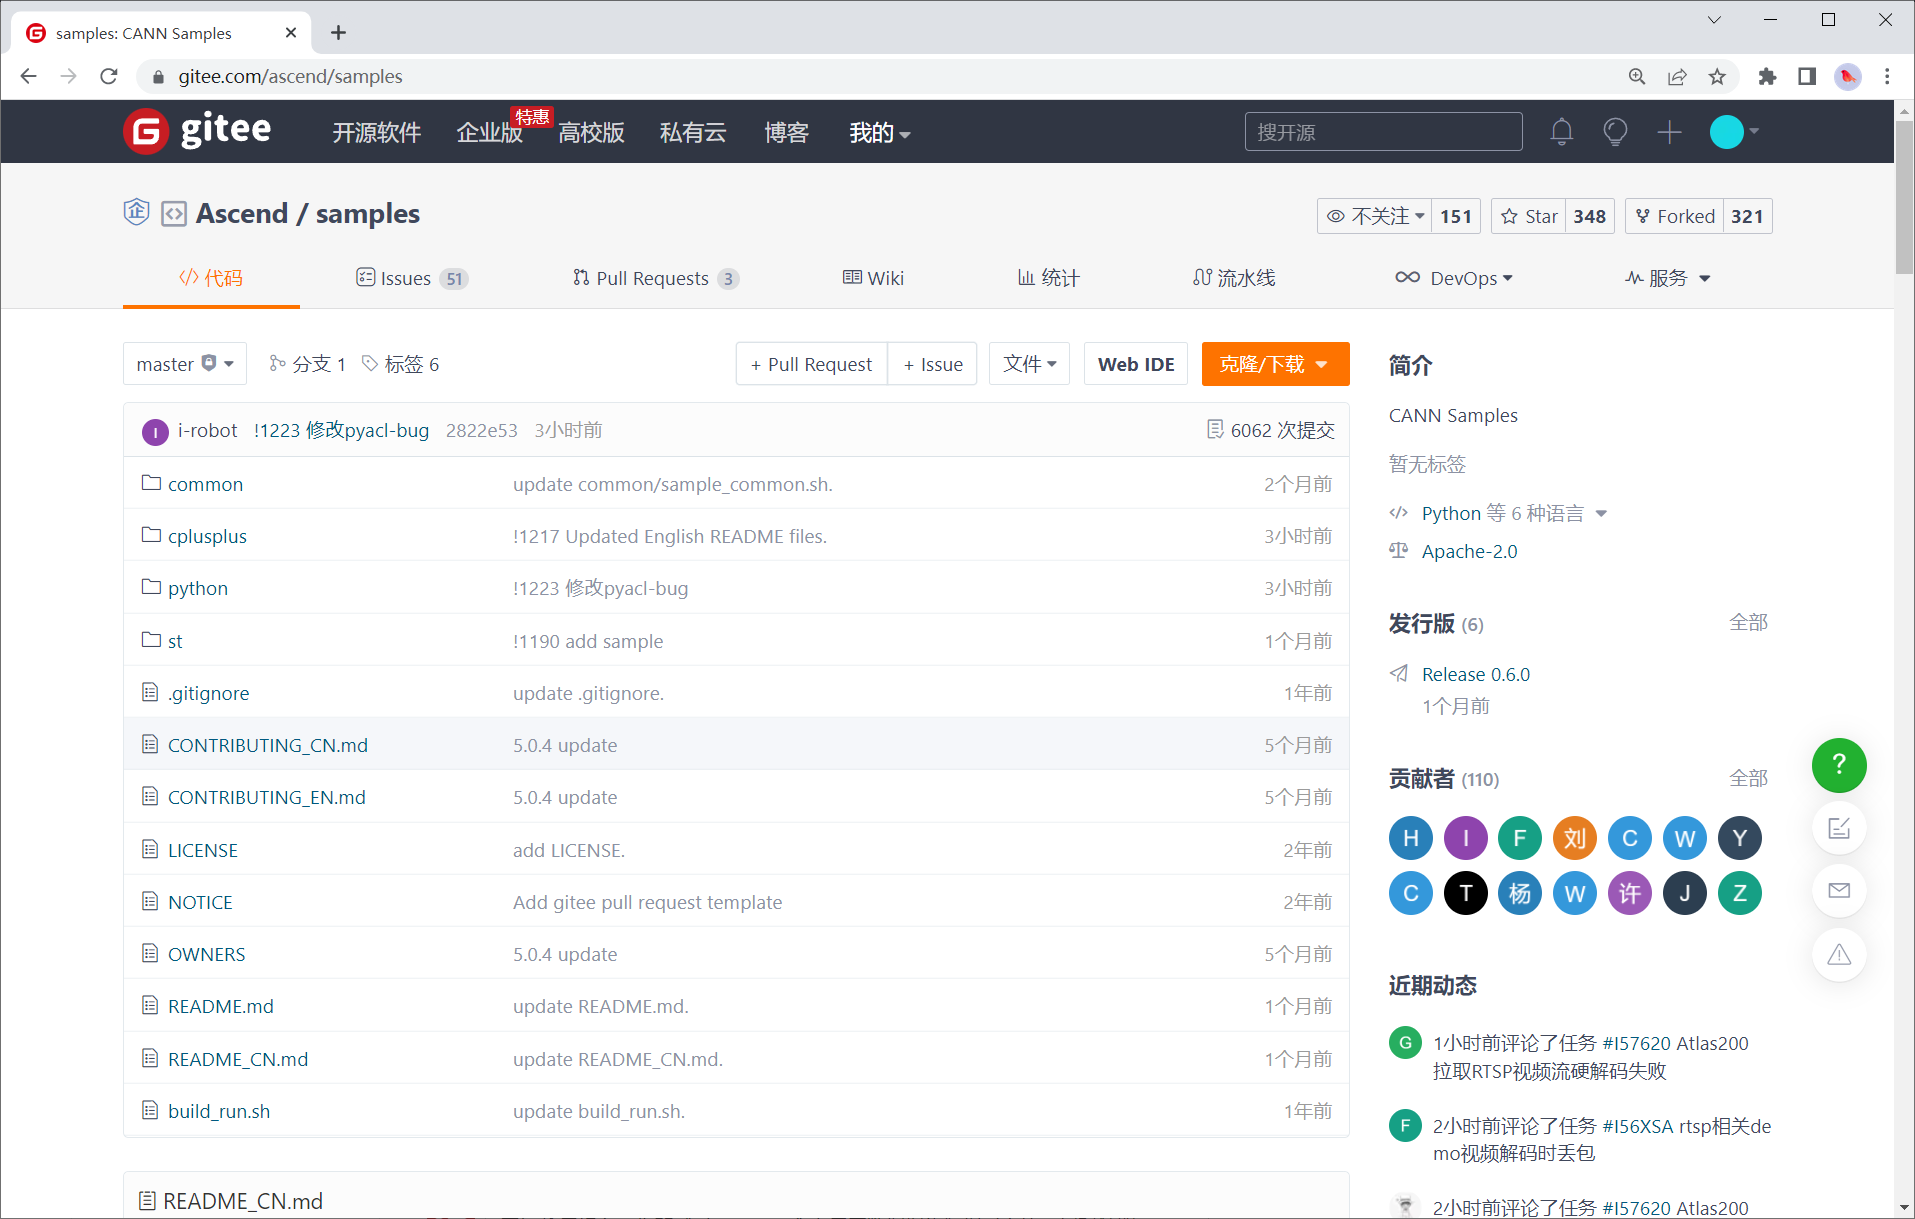 samples: CANN Samples
gitee.com/ascend/samples
gitee 开源软件 企业版 特惠 高校版 私有云 博客 我的 搜开源
企 Ascend / samples 不关注 151 Star 348 Forked 321
代码 Issues 51 Pull Requests 3 Wiki 统计 流水线 DevOps 服务
master 分支 1 标签 6 + Pull Request + Issue 文件 Web IDE 克隆/下载
I i-robot !1223 修改pyacl-bug 2822e53 3小时前 6062 次提交
common update common/sample_common.sh. 2个月前
cplusplus !1217 Updated English README files. 3小时前
python !1223 修改pyacl-bug 3小时前
st !1190 add sample 1个月前
.gitignore update .gitignore. 1年前
CONTRIBUTING_CN.md 5.0.4 update 5个月前
CONTRIBUTING_EN.md 5.0.4 update 5个月前
LICENSE add LICENSE. 2年前
NOTICE Add gitee pull request template 2年前
OWNERS 5.0.4 update 5个月前
README.md update README.md. 1个月前
README_CN.md update README_CN.md. 1个月前
build_run.sh update build_run.sh. 1年前
README_CN.md
简介
CANN Samples
暂无标签
Python 等 6 种语言
Apache-2.0
发行版 (6) 全部
Release 0.6.0
1个月前
贡献者 (110) 全部
H I F 刘 C W Y
C T 杨 W 许 J Z
近期动态
G 1小时前评论了任务 #I57620 Atlas200
拉取RTSP视频流硬解码失败
F 2小时前评论了任务 #I56XSA rtsp相关de
mo视频解码时丢包
2小时前评论了任务 #I57620 Atlas200
?